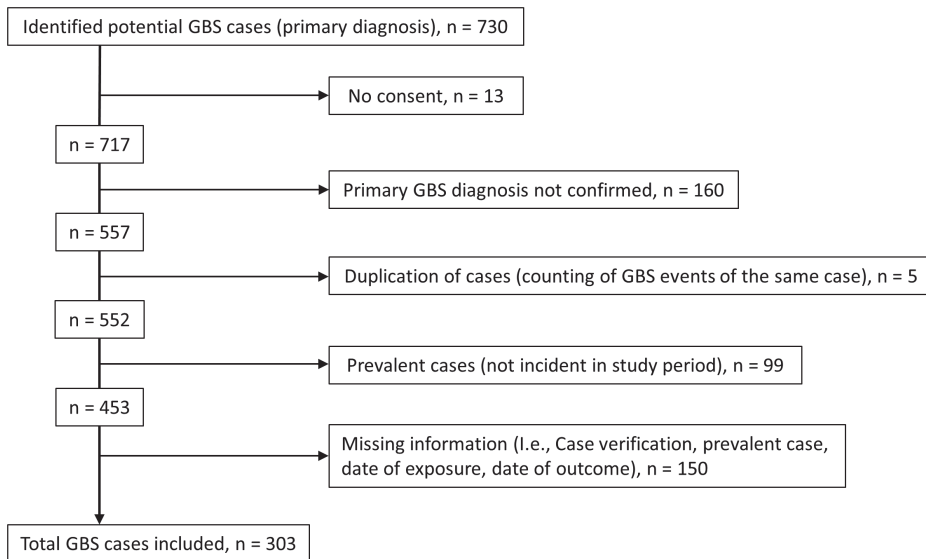 Identified potential GBS cases (primary diagnosis), n = 730
No consent, n = 13
n = 717
Primary GBS diagnosis not confirmed, n = 160
n = 557
Duplication of cases (counting of GBS events of the same case), n = 5
n = 552
Prevalent cases (not incident in study period), n = 99
n = 453
Missing information (I.e., Case verification, prevalent case,
date of exposure, date of outcome), n = 150
Total GBS cases included, n = 303